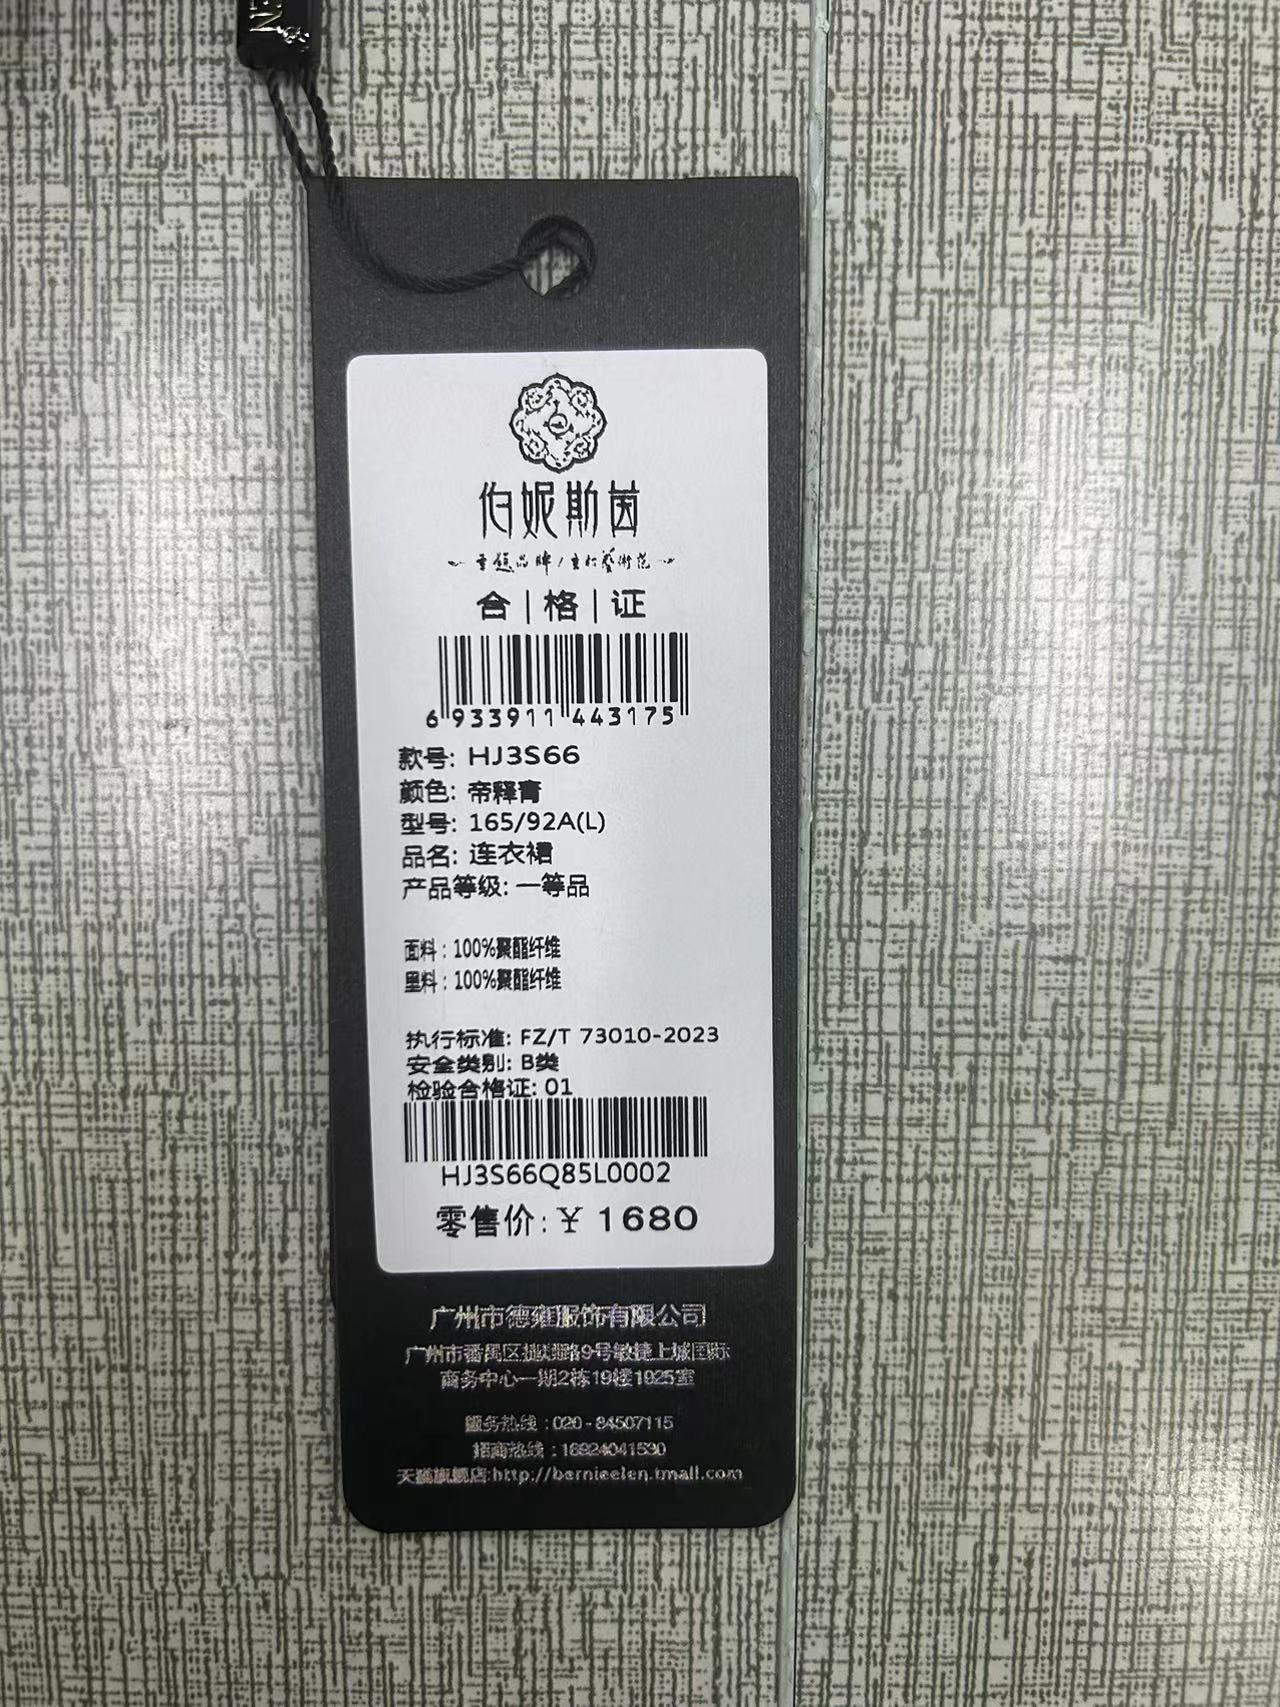 伯妮斯茵
合|格|证
6 933911 443175
款号: HJ3S66
颜色: 帝释青
型号: 165/92A(L)
品名: 连衣裙
产品等级: 一等品
面料: 100%聚酯纤维
里料: 100%聚酯纤维
执行标准: FZ/T 73010-2023
安全类别: B类
检验合格证: 01
HJ3S66Q85L0002
零售价: ¥ 1680
广州市德雍服饰有限公司
商务中心一期2栋19楼1925室
服务热线:020-84507115
招商热线:
天猫旗舰店:http://bernieelen.tmall.com